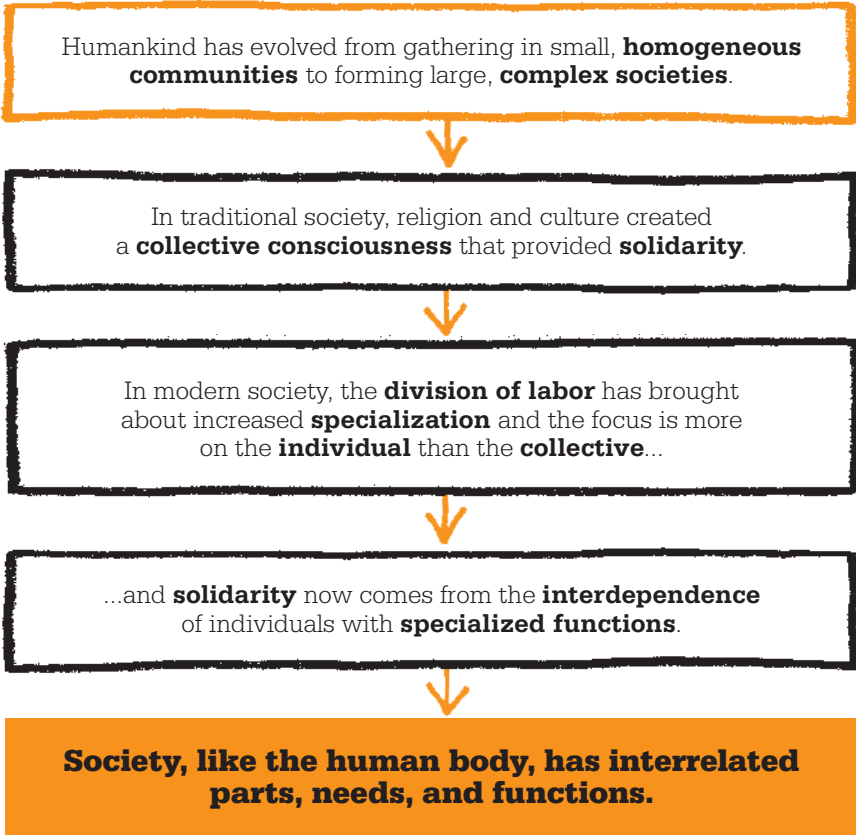 Humankind has evolved from gathering in small, homogeneous
communities to forming large, complex societies.
In traditional society, religion and culture created
a collective consciousness that provided solidarity.
In modern society, the division of labor has brought
about increased specialization and the focus is more
on the individual than the collective...
...and solidarity now comes from the interdependence
of individuals with specialized functions.
Society, like the human body, has interrelated
parts, needs, and functions.